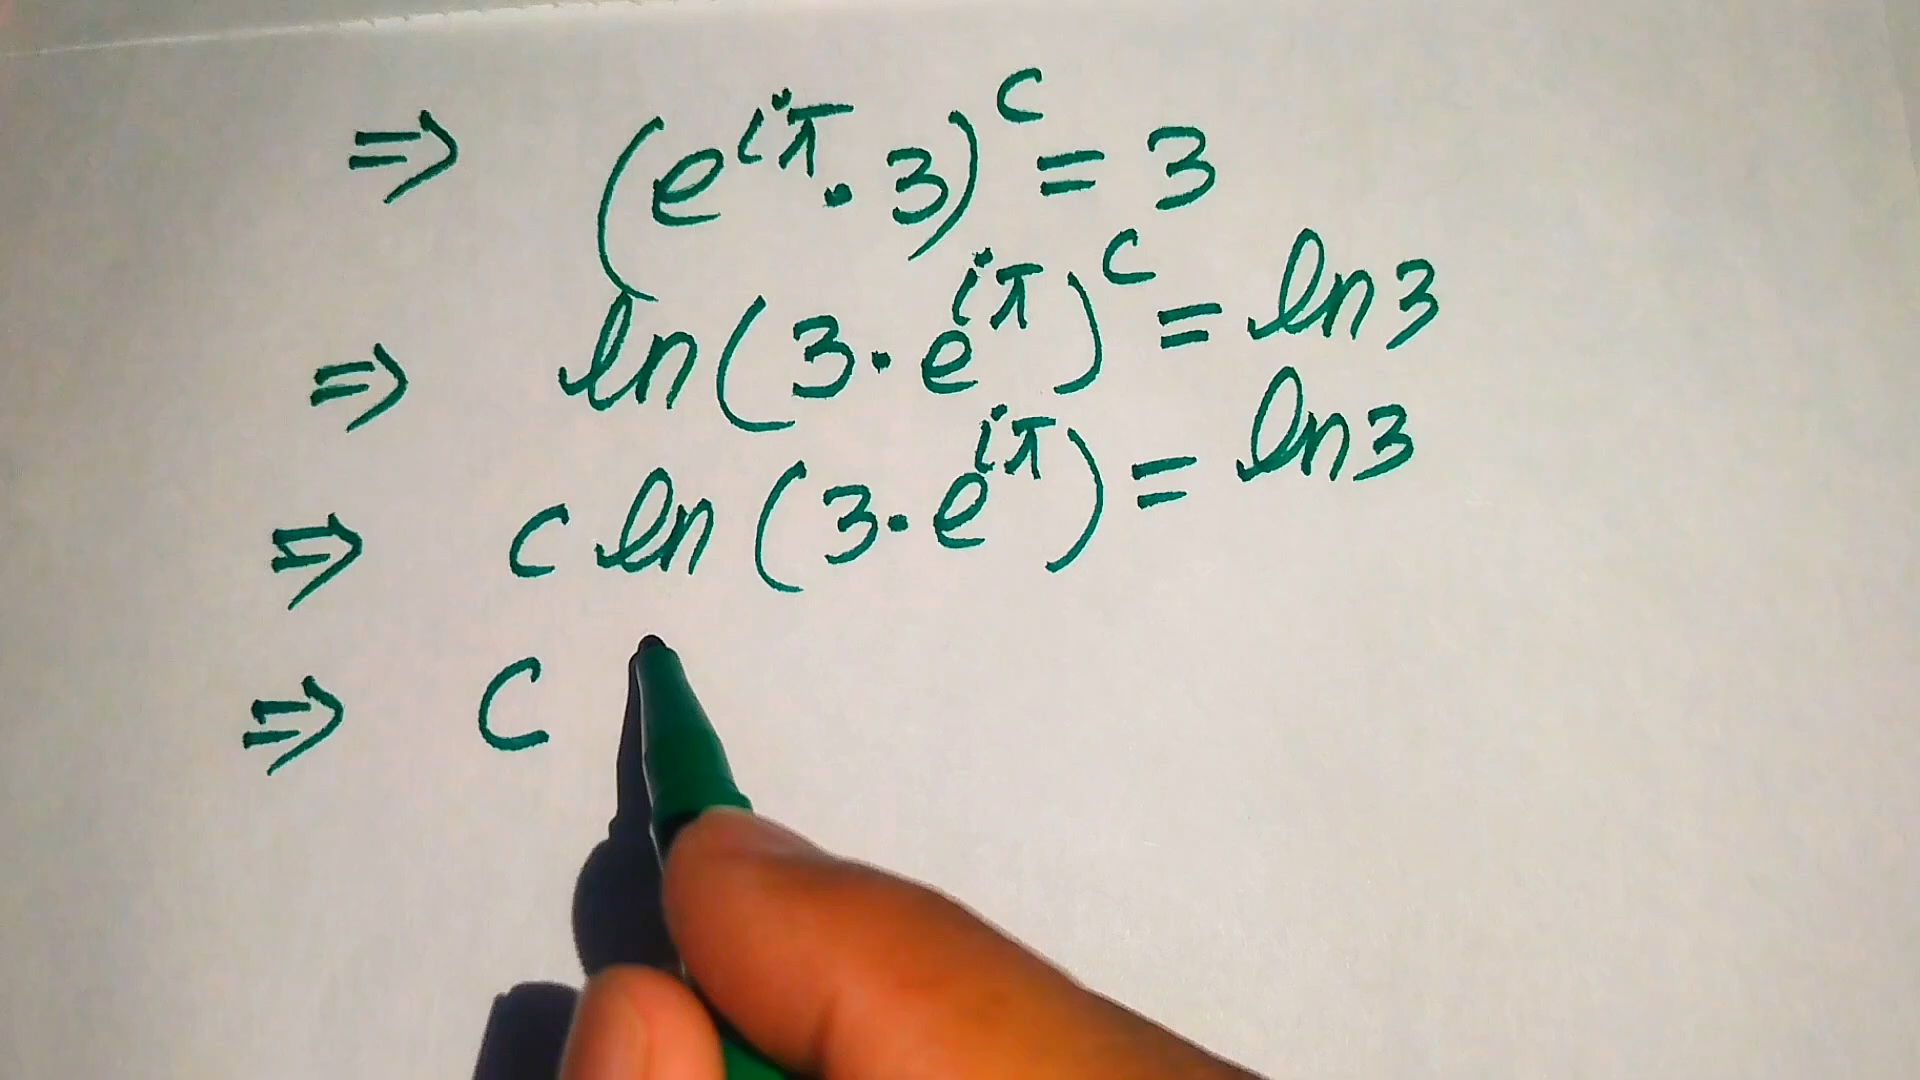 ⇒ (e^{iπ} · 3)^c = 3
⇒ ln(3 · e^{iπ})^c = ln3
⇒ c ln(3 · e^{iπ}) = ln3
⇒ c